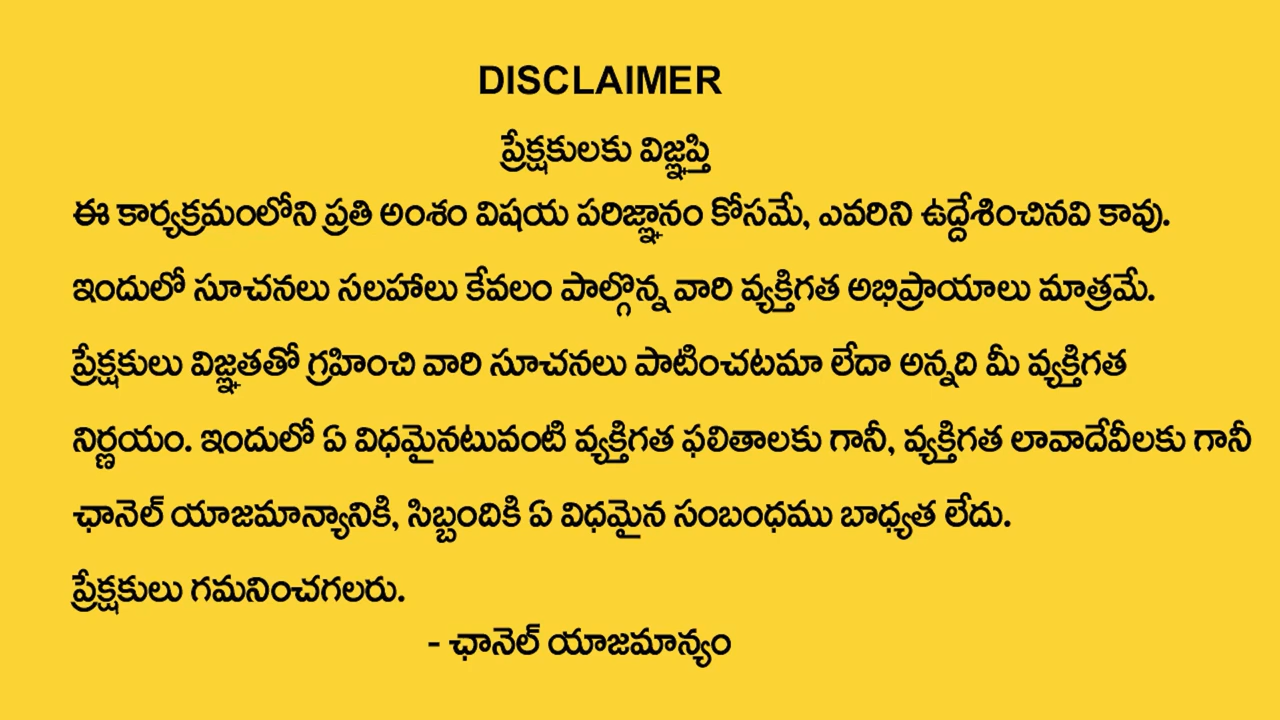 DISCLAIMER
ప్రేక్షకులకు విజ్ఞప్తి
ఈ కార్యక్రమంలోని ప్రతి అంశం విషయ పరిజ్ఞానం కోసమే, ఎవరిని ఉద్దేశించినవి కావు.
ఇందులో సూచనలు సలహాలు కేవలం పాల్గొన్న వారి వ్యక్తిగత అభిప్రాయాలు మాత్రమే.
ప్రేక్షకులు విజ్ఞతతో గ్రహించి వారి సూచనలు పాటించటమా లేదా అన్నది మీ వ్యక్తిగత
నిర్ణయం. ఇందులో ఏ విధమైనటువంటి వ్యక్తిగత ఫలితాలకు గానీ, వ్యక్తిగత లావాదేవీలకు గానీ
ఛానెల్ యాజమాన్యానికి, సిబ్బందికి ఏ విధమైన సంబంధము బాధ్యత లేదు.
ప్రేక్షకులు గమనించగలరు.
- ఛానెల్ యాజమాన్యం